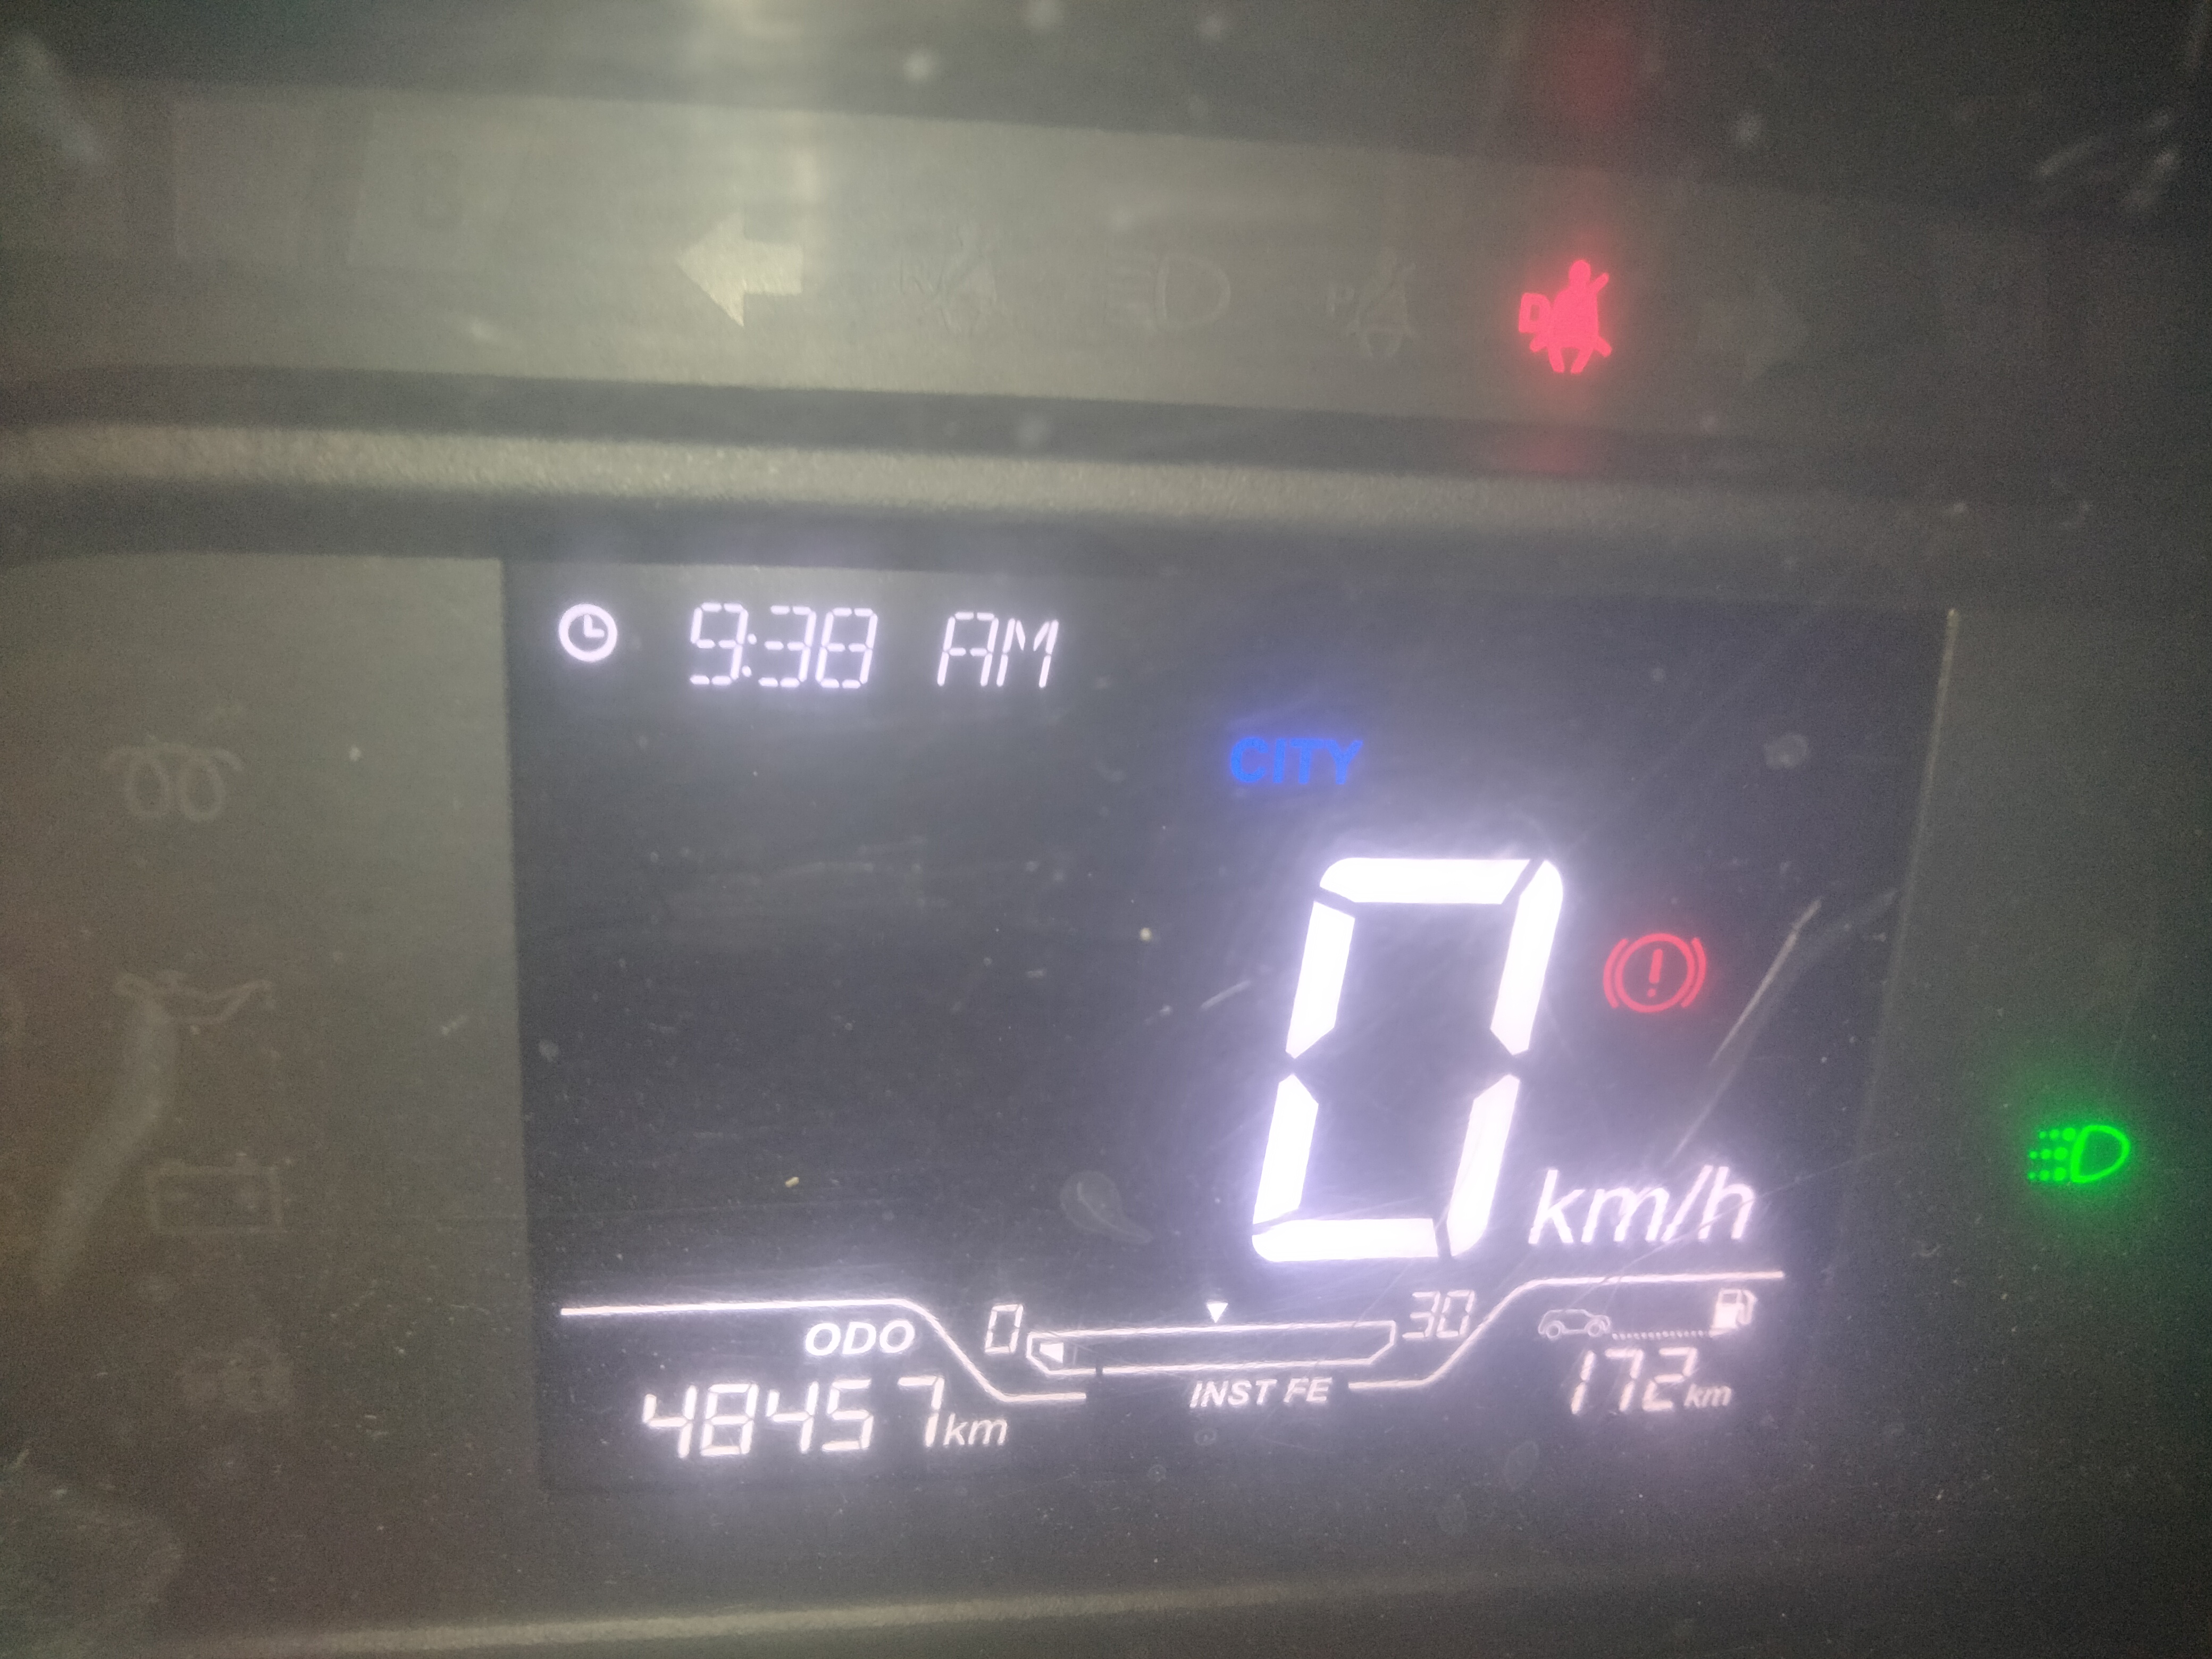 D
9:38 AM
CITY
0
km/h
ODO
0
30
48457km
INST FE
172km